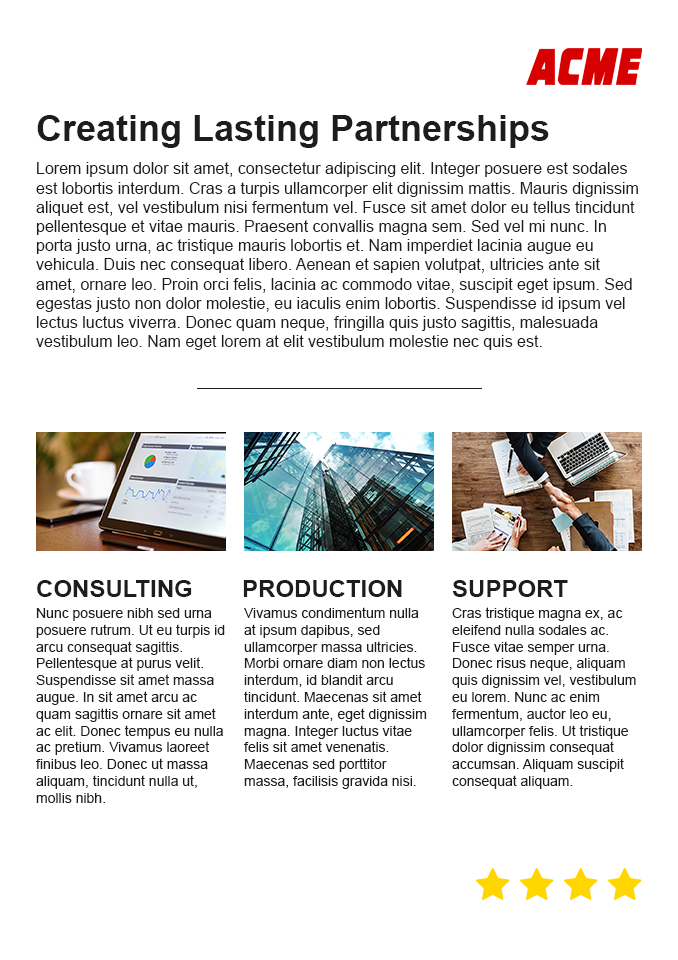 ACME
Creating Lasting Partnerships
Lorem ipsum dolor sit amet, consectetur adipiscing elit. Integer posuere est sodales
est lobortis interdum. Cras a turpis ullamcorper elit dignissim mattis. Mauris dignissim
aliquet est, vel vestibulum nisi fermentum vel. Fusce sit amet dolor eu tellus tincidunt
pellentesque et vitae mauris. Praesent convallis magna sem. Sed vel mi nunc. In
porta justo urna, ac tristique mauris lobortis et. Nam imperdiet lacinia augue eu
vehicula. Duis nec consequat libero. Aenean et sapien volutpat, ultricies ante sit
amet, ornare leo. Proin orci felis, lacinia ac commodo vitae, suscipit eget ipsum. Sed
egestas justo non dolor molestie, eu iaculis enim lobortis. Suspendisse id ipsum vel
lectus luctus viverra. Donec quam neque, fringilla quis justo sagittis, malesuada
vestibulum leo. Nam eget lorem at elit vestibulum molestie nec quis est.
CONSULTING
Nunc posuere nibh sed urna
posuere rutrum. Ut eu turpis id
arcu consequat sagittis.
Pellentesque at purus velit.
Suspendisse sit amet massa
augue. In sit amet arcu ac
quam sagittis ornare sit amet
ac elit. Donec tempus eu nulla
ac pretium. Vivamus laoreet
finibus leo. Donec ut massa
aliquam, tincidunt nulla ut,
mollis nibh.
PRODUCTION
Vivamus condimentum nulla
at ipsum dapibus, sed
ullamcorper massa ultricies.
Morbi ornare diam non lectus
interdum, id blandit arcu
tincidunt. Maecenas sit amet
interdum ante, eget dignissim
magna. Integer luctus vitae
felis sit amet venenatis.
Maecenas sed porttitor
massa, facilisis gravida nisi.
SUPPORT
Cras tristique magna ex, ac
eleifend nulla sodales ac.
Fusce vitae semper urna.
Donec risus neque, aliquam
quis dignissim vel, vestibulum
eu lorem. Nunc ac enim
fermentum, auctor leo eu,
ullamcorper felis. Ut tristique
dolor dignissim consequat
accumsan. Aliquam suscipit
consequat aliquam.